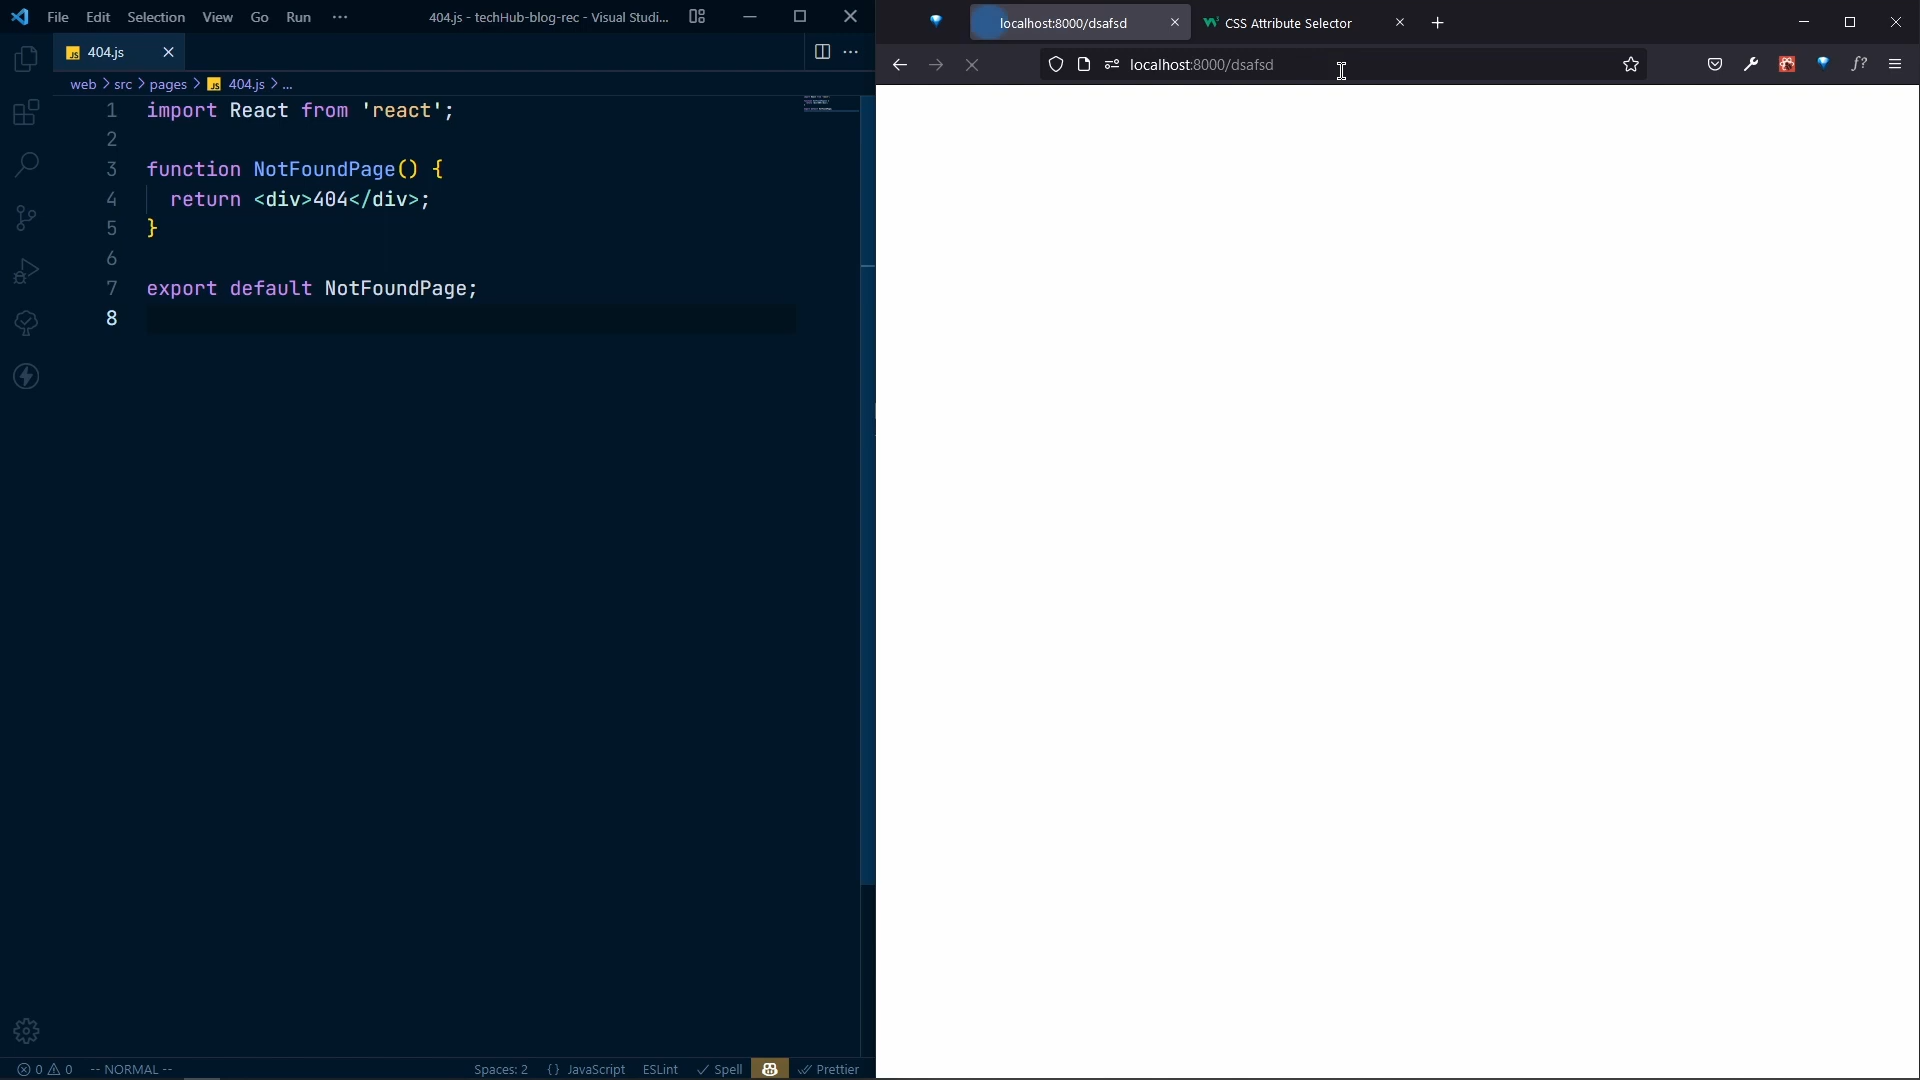 File Edit Selection View Go Run ··· 404.js - techHub-blog-rec - Visual Studi...
404.js
web > src > pages > JS 404.js > ...
1 import React from 'react';
2
3 function NotFoundPage() {
4 return <div>404</div>;
5 }
6
7 export default NotFoundPage;
8
0 0 -- NORMAL -- Spaces: 2 {} JavaScript ESLint Spell Prettier
localhost:8000/dsafsd CSS Attribute Selector
localhost:8000/dsafsd